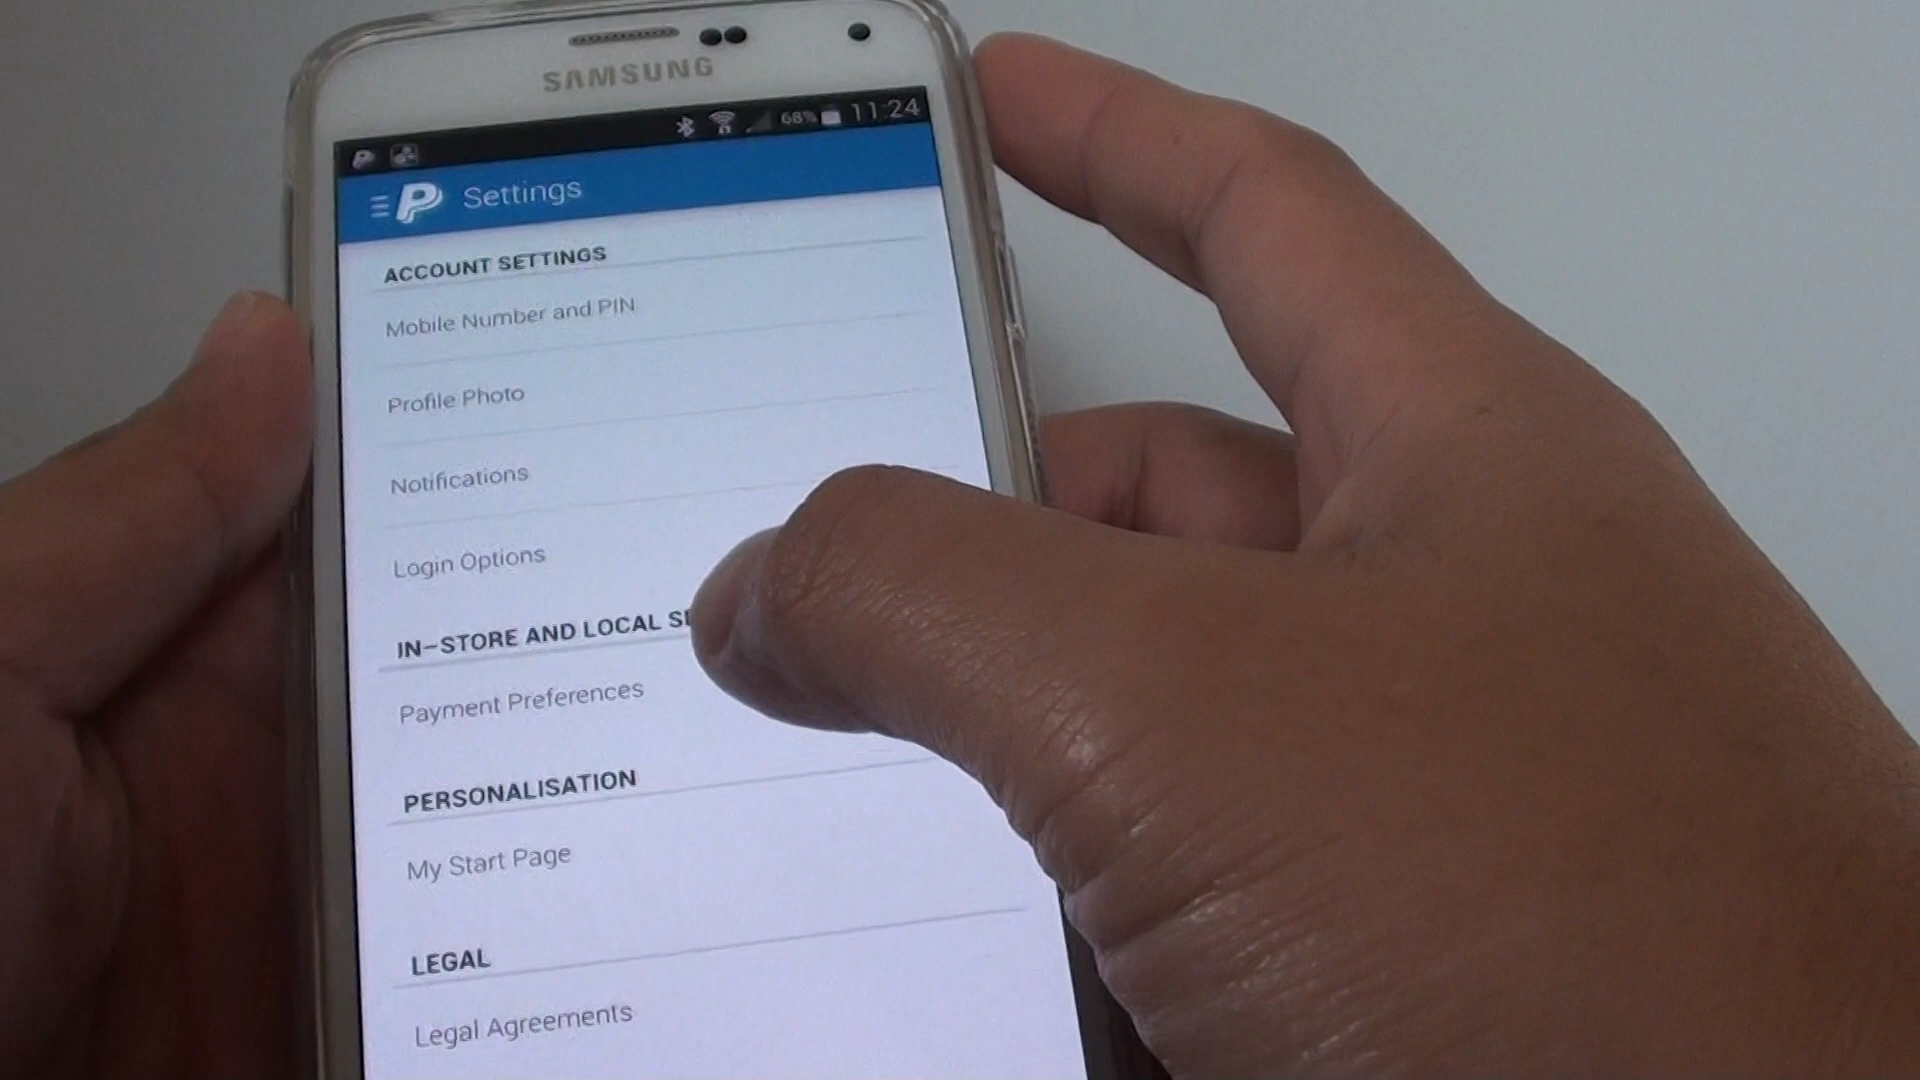 SAMSUNG
68% 11:24
Settings
ACCOUNT SETTINGS
Mobile Number and PIN
Profile Photo
Notifications
Login Options
IN-STORE AND LOCAL
Payment Preferences
PERSONALISATION
My Start Page
LEGAL
Legal Agreements